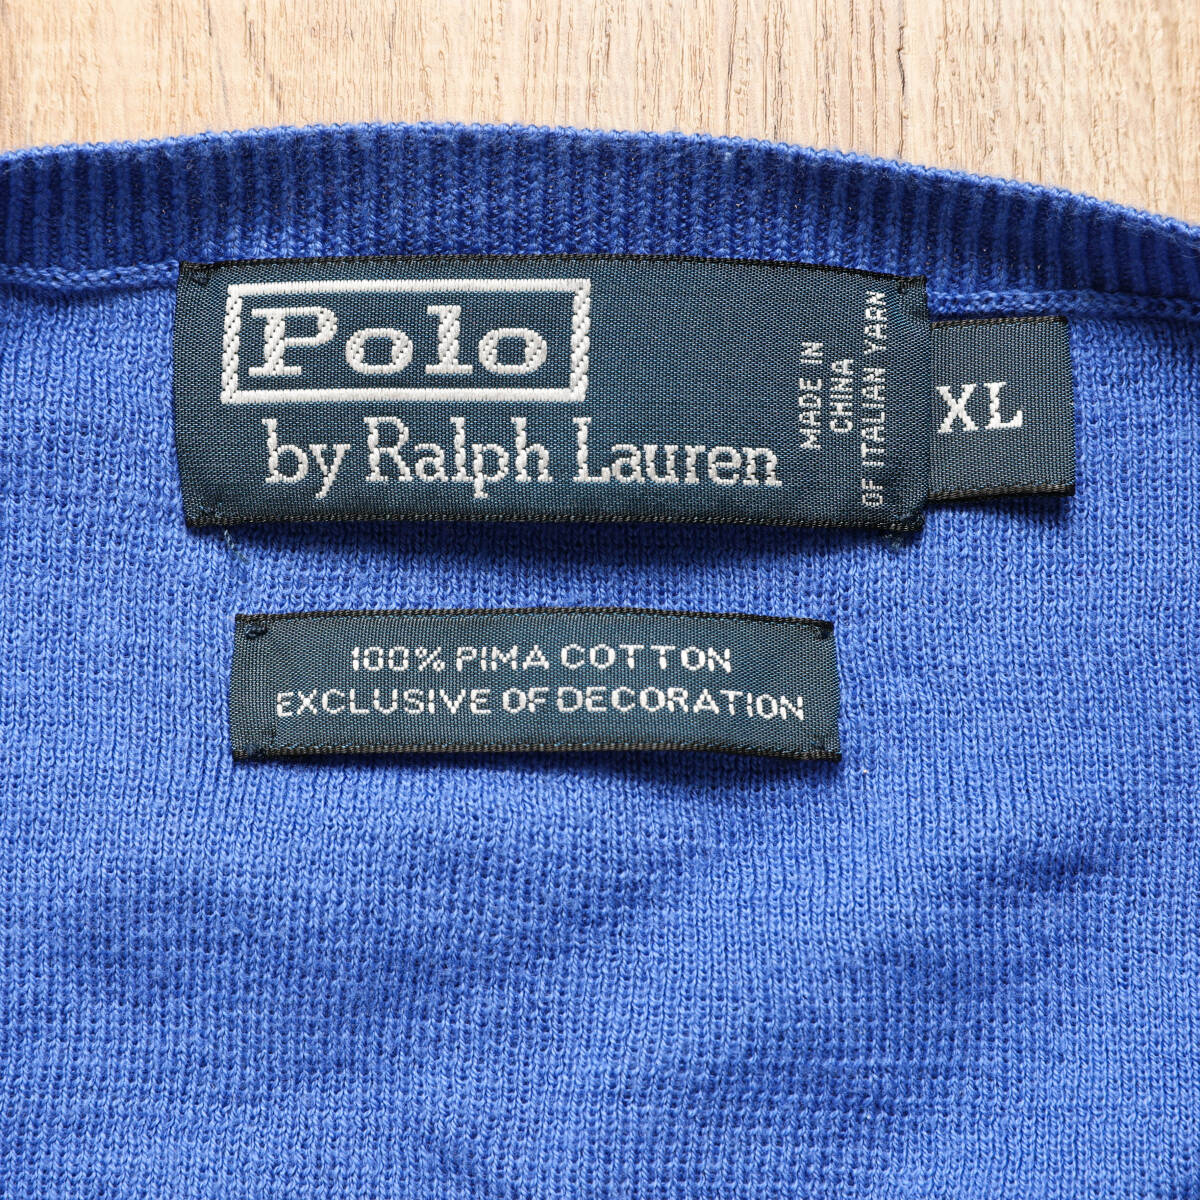 Polo
by Ralph Lauren
MADE IN
CHINA
OF ITALIAN YARN
XL
100% PIMA COTTON
EXCLUSIVE OF DECORATION